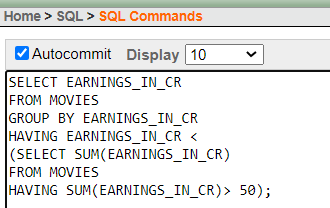 Home > SQL > SQL Commands
Autocommit Display 10
SELECT EARNINGS_IN_CR
FROM MOVIES
GROUP BY EARNINGS_IN_CR
HAVING EARNINGS_IN_CR <
(SELECT SUM(EARNINGS_IN_CR)
FROM MOVIES
HAVING SUM(EARNINGS_IN_CR)> 50);